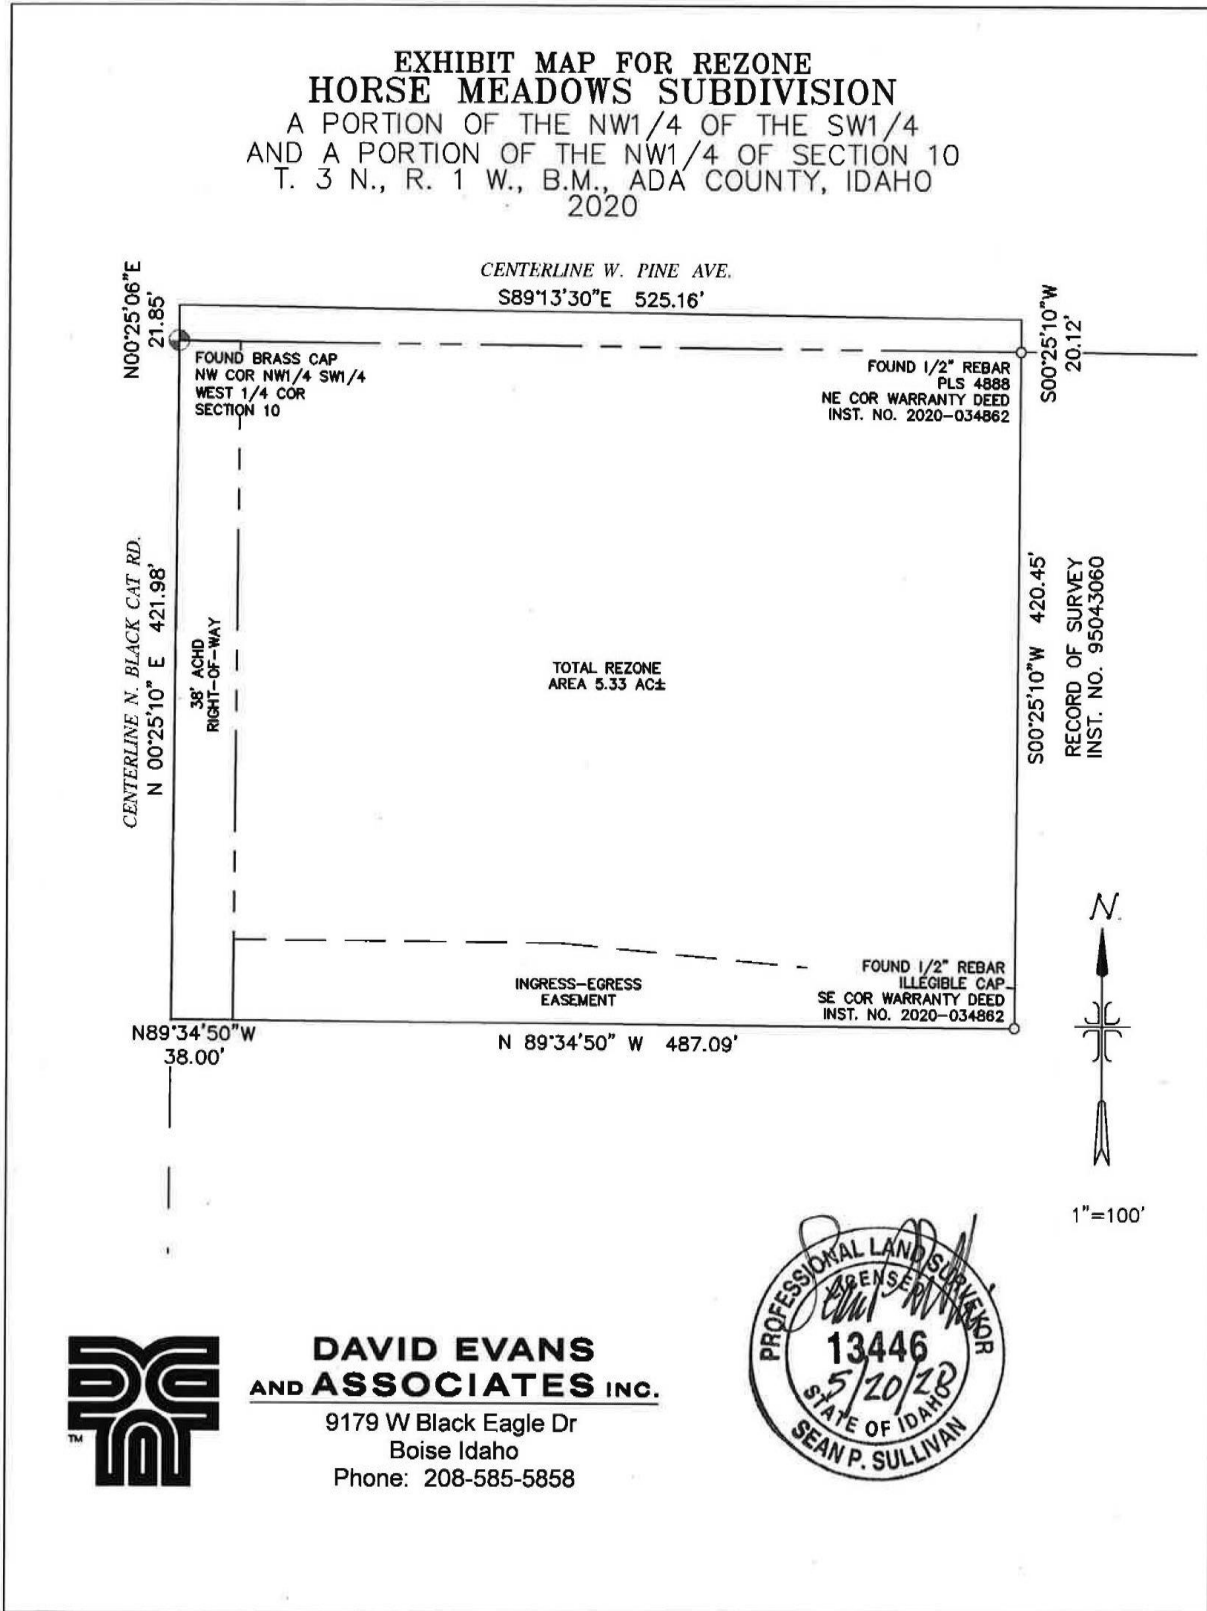 EXHIBIT MAP FOR REZONE
HORSE MEADOWS SUBDIVISION
A PORTION OF THE NW1/4 OF THE SW1/4
AND A PORTION OF THE NW1/4 OF SECTION 10
T. 3 N., R. 1 W., B.M., ADA COUNTY, IDAHO
2020
CENTERLINE W. PINE AVE.
S89°13'30"E 525.16'
N00°25'06"E
21.85'
S00°25'10"W
20.12'
FOUND BRASS CAP
NW COR NW1/4 SW1/4
WEST 1/4 COR
SECTION 10
FOUND 1/2" REBAR
PLS 4888
NE COR WARRANTY DEED
INST. NO. 2020-034862
CENTERLINE N. BLACK CAT RD.
N 00°25'10" E 421.98'
38' ACHD
RIGHT-OF-WAY
TOTAL REZONE
AREA 5.33 AC±
S00°25'10"W 420.45'
RECORD OF SURVEY
INST. NO. 95043060
N
INGRESS-EGRESS
EASEMENT
FOUND 1/2" REBAR
ILLEGIBLE CAP
SE COR WARRANTY DEED
INST. NO. 2020-034862
N89°34'50"W
38.00'
N 89°34'50" W 487.09'
1"=100'
PROFESSIONAL LAND SURVEYOR
LICENSED
13446
STATE OF IDAHO
SEAN P. SULLIVAN
TM
DAVID EVANS
AND ASSOCIATES INC.
9179 W Black Eagle Dr
Boise Idaho
Phone: 208-585-5858